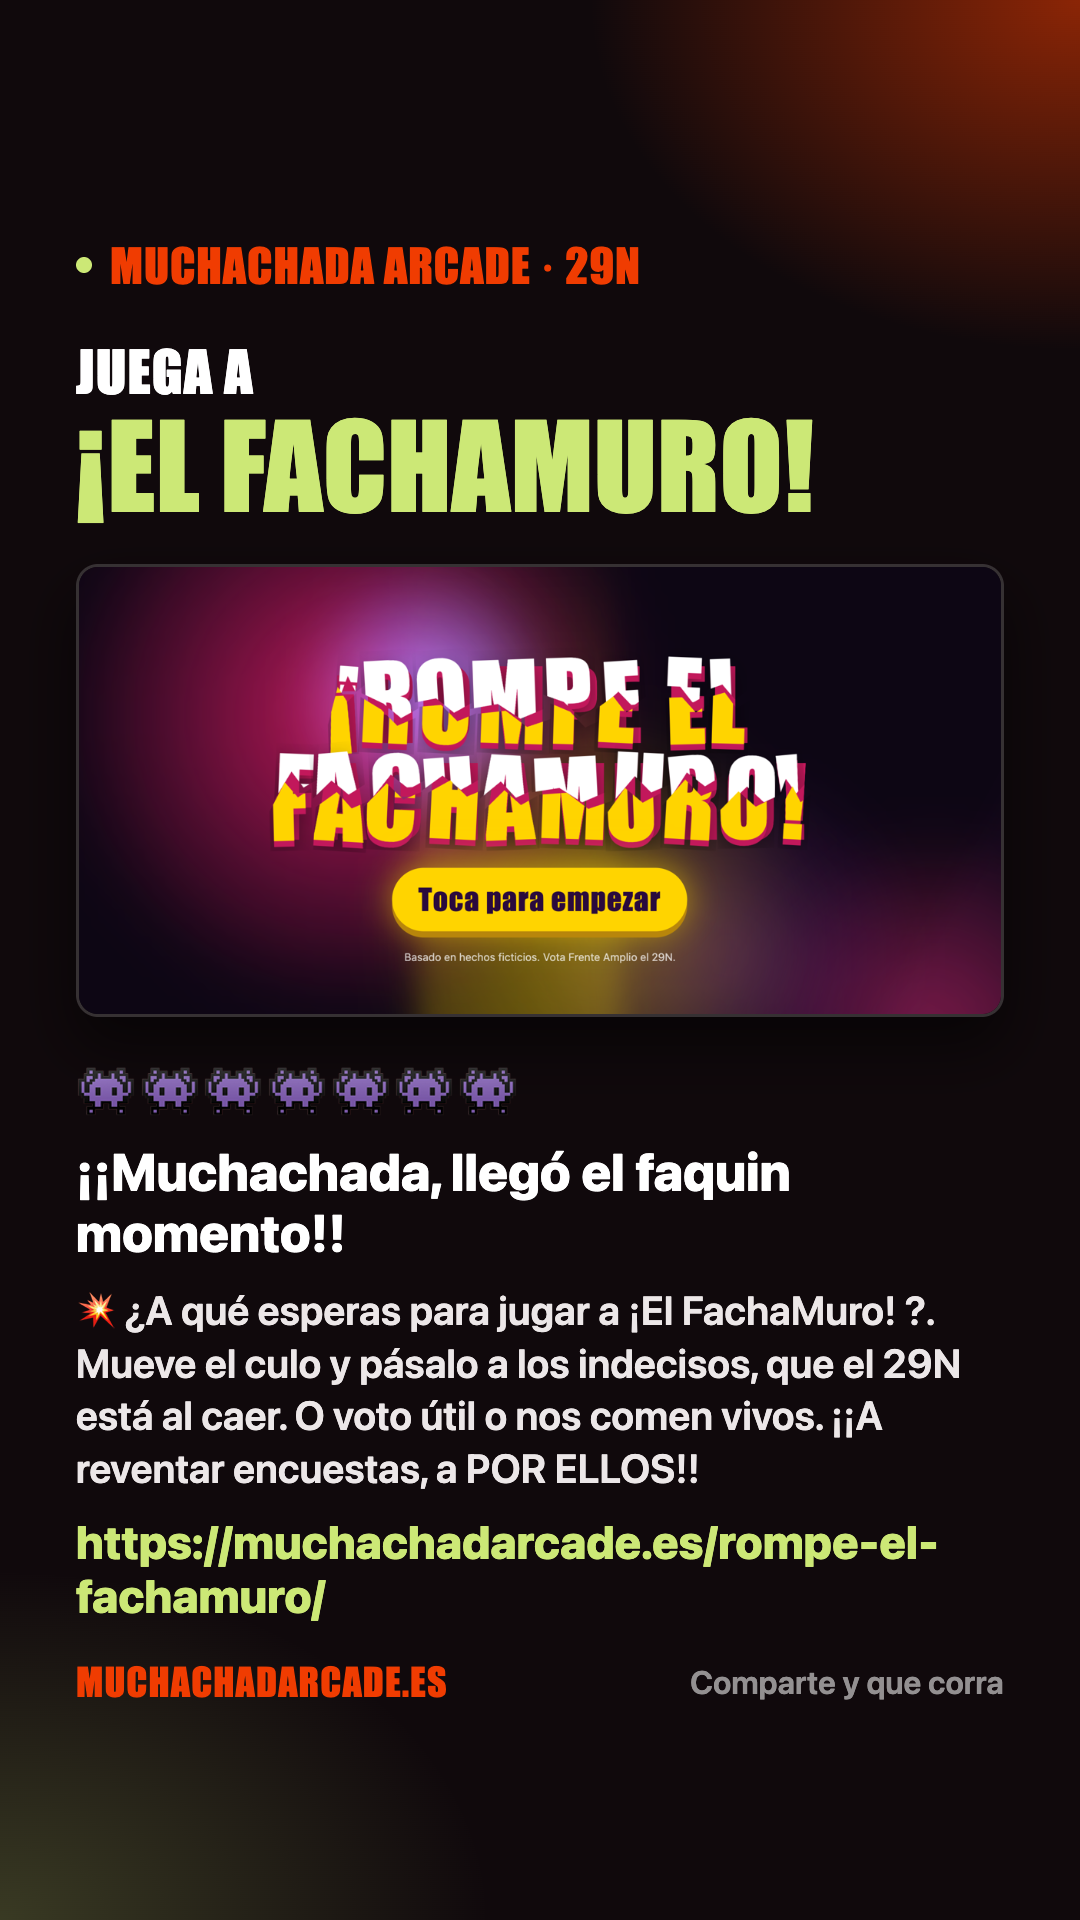 MUCHACHADA ARCADE · 29N
JUEGA A
¡EL FACHAMURO!
¡ROMPE EL
FACHAMURO!
Toca para empezar
Basado en hechos ficticios. Vota Frente Amplio el 29N.
👾👾👾👾👾👾👾
¡¡Muchachada, llegó el faquin
momento!!
💥 ¿A qué esperas para jugar a ¡El FachaMuro! ?.
Mueve el culo y pásalo a los indecisos, que el 29N
está al caer. O voto útil o nos comen vivos. ¡¡A
reventar encuestas, a POR ELLOS!!
https://muchachadarcade.es/rompe-el-
fachamuro/
MUCHACHADARCADE.ES
Comparte y que corra